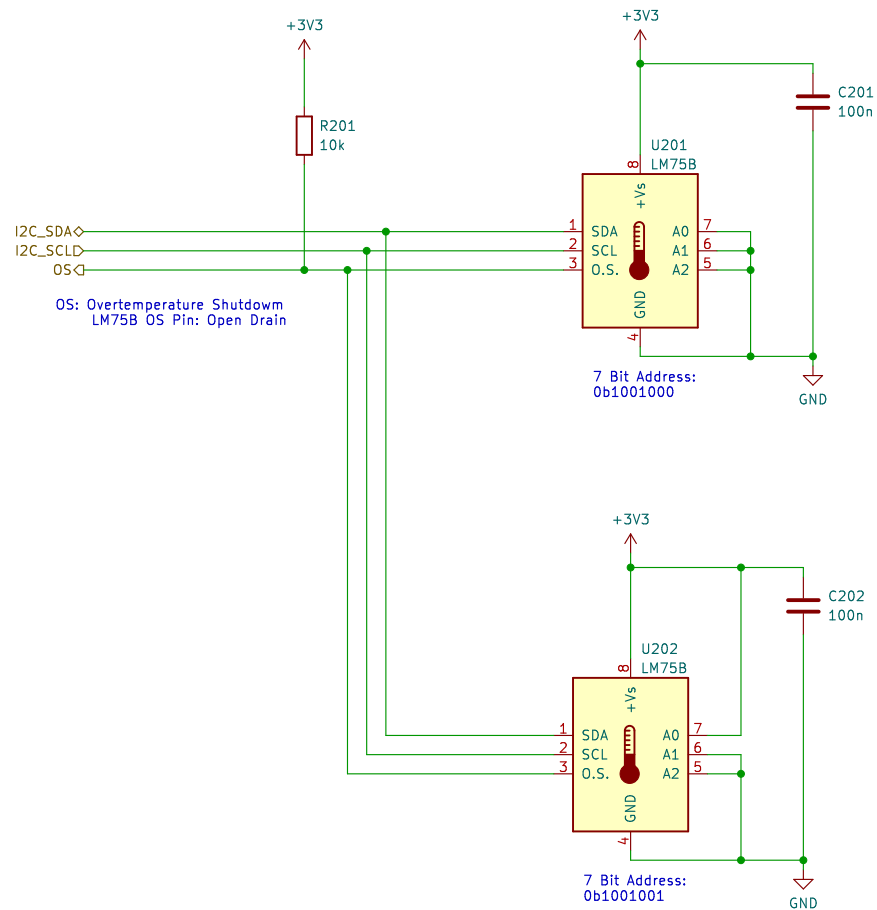 +3V3
+3V3
C201
100n
R201
10k
U201
LM75B
8
+Vs
I2C_SDA
1 SDA A0 7
I2C_SCL
2 SCL A1 6
OS
3 O.S. A2 5
GND
4
OS: Overtemperature Shutdowm
LM75B OS Pin: Open Drain
7 Bit Address:
0b1001000
GND
+3V3
C202
100n
U202
LM75B
8
+Vs
1 SDA A0 7
2 SCL A1 6
3 O.S. A2 5
GND
4
7 Bit Address:
0b1001001
GND